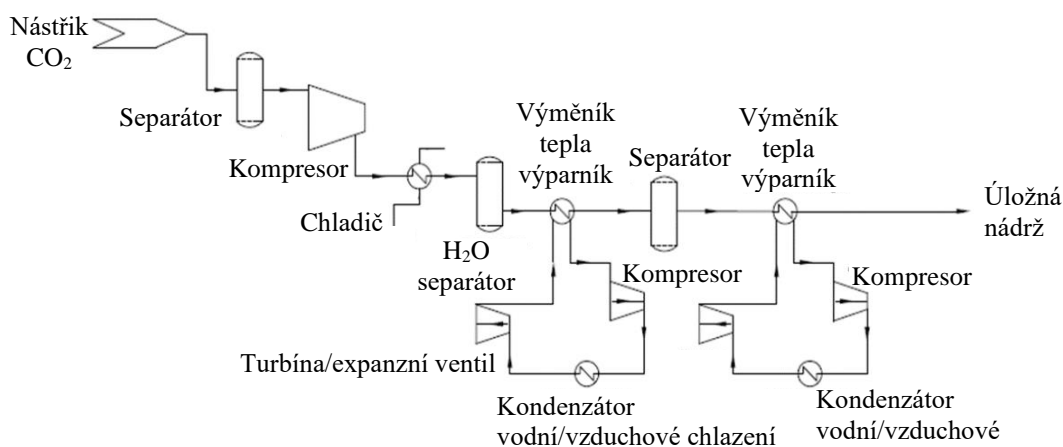 Nástřik
CO₂
Separátor
Kompresor
Chladič
H₂O
separátor
Výměník
tepla
výparník
Separátor
Výměník
tepla
výparník
Úložná
nádrž
Kompresor
Kompresor
Turbína/expanzní ventil
Kondenzátor
vodní/vzduchové chlazení
Kondenzátor
vodní/vzduchové